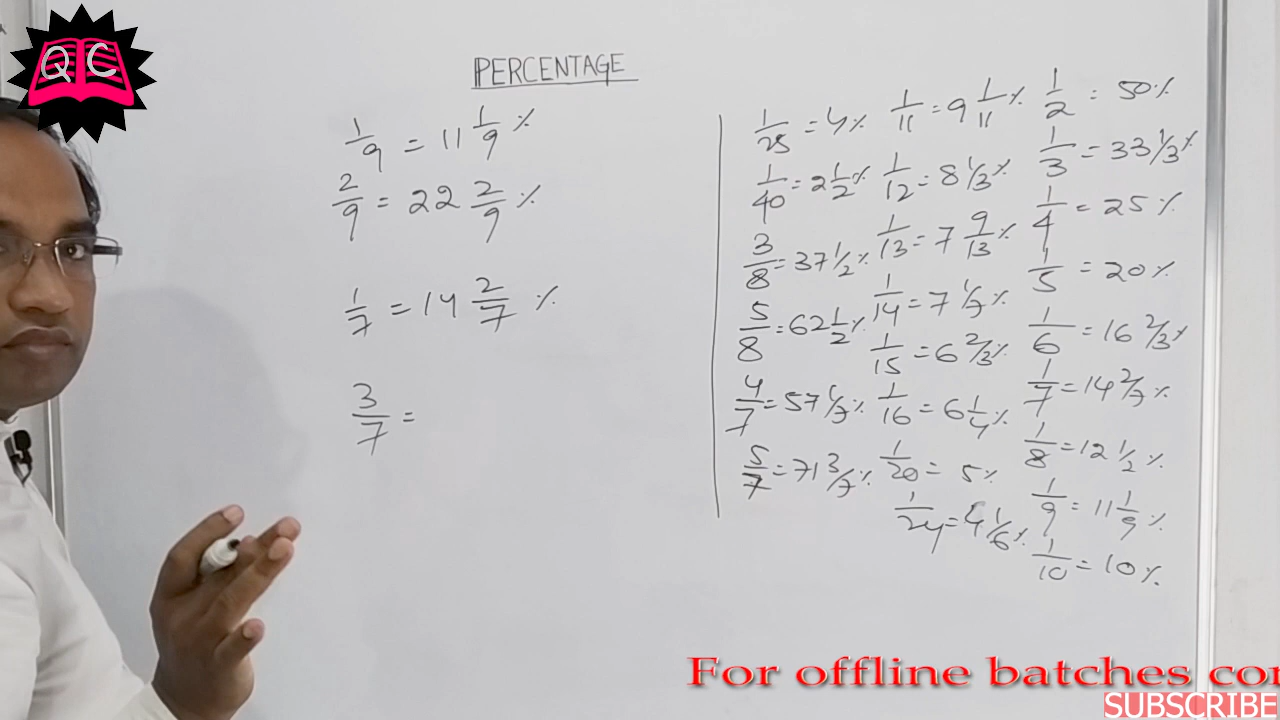 QC
PERCENTAGE
1/9 = 11 1/9 %
2/9 = 22 2/9 %
1/7 = 14 2/7 %
3/7 =
1/25 = 4%
1/40 = 2 1/2 %
3/8 = 37 1/2 %
5/8 = 62 1/2 %
4/7 = 57 1/7 %
5/7 = 71 3/7 %
1/11 = 9 1/11 %
1/12 = 8 1/3 %
1/13 = 7 9/13 %
1/14 = 7 1/7 %
1/15 = 6 2/3 %
1/16 = 6 1/4 %
1/20 = 5%
1/24 = 4 1/6 %
1/2 = 50%
1/3 = 33 1/3 %
1/4 = 25%
1/5 = 20%
1/6 = 16 2/3 %
1/7 = 14 2/7 %
1/8 = 12 1/2 %
1/9 = 11 1/9 %
1/10 = 10%
For offline batches con
SUBSCRIBE